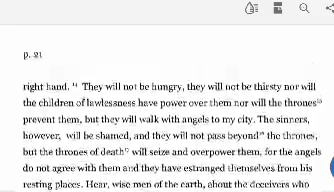 p. 21
right hand. ¹⁴ They will not be hungry, they will not be thirsty nor will
the children of lawlessness have power over them nor will the thrones¹⁵
prevent them, but they will walk with angels to my city. The sinners,
however, will be shamed, and they will not pass beyond¹⁶ the thrones,
but the thrones of death¹⁷ will seize and overpower them, for the angels
do not agree with them and they have estranged themselves from his
resting places. Hear, wise men of the earth, about the deceivers who